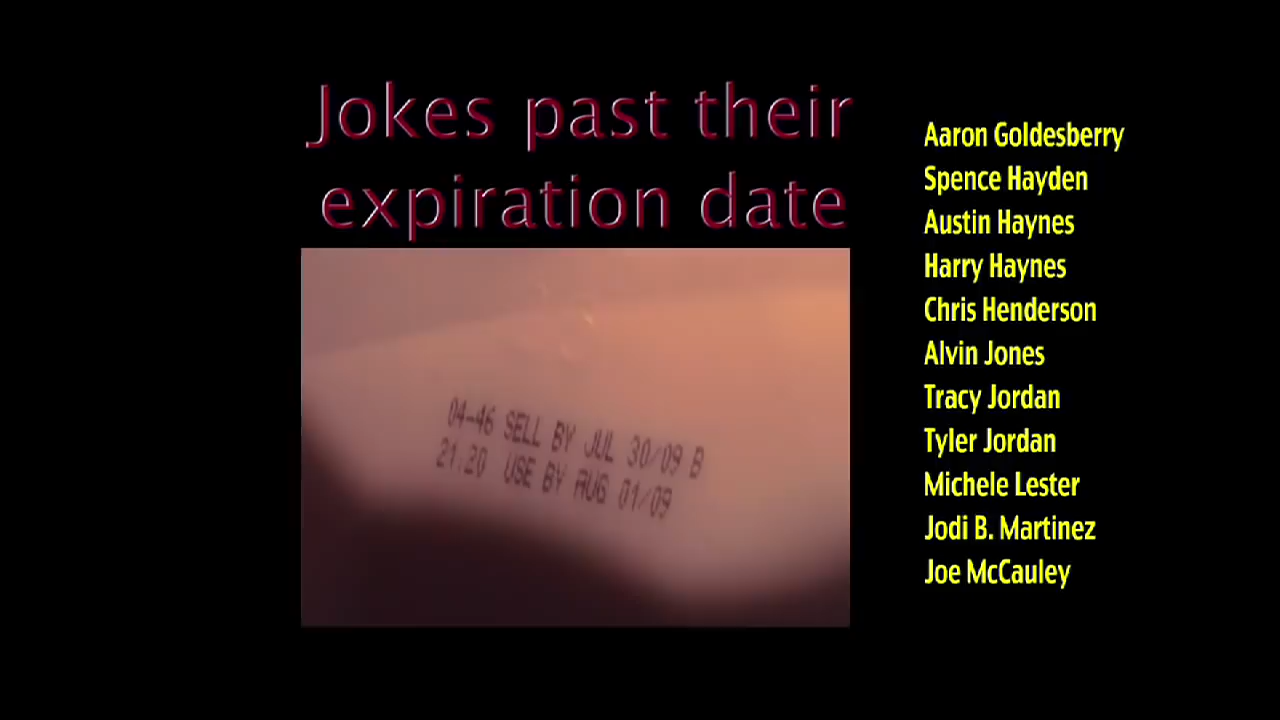 Jokes past their
expiration date
04-46 SELL BY JUL 30/09 B
21:20 USE BY AUG 01/09
Aaron Goldesberry
Spence Hayden
Austin Haynes
Harry Haynes
Chris Henderson
Alvin Jones
Tracy Jordan
Tyler Jordan
Michele Lester
Jodi B. Martinez
Joe McCauley